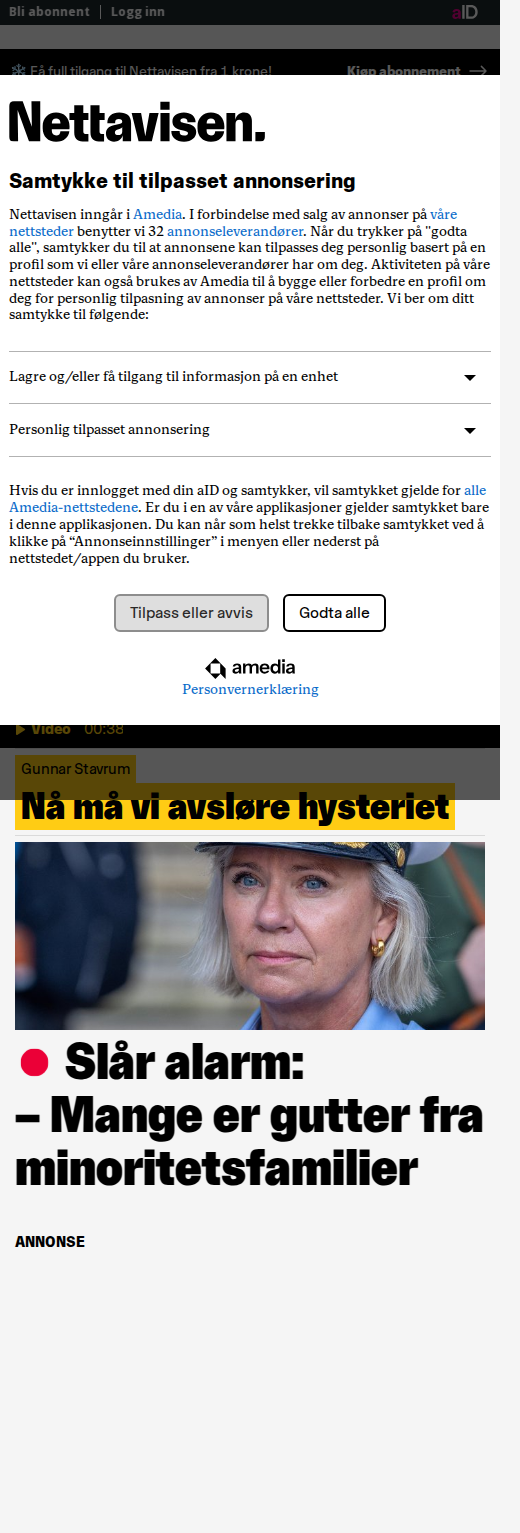 Bli abonnent | Logg inn aID
Få full tilgang til Nettavisen fra 1 krone! Kjøp abonnement
Nettavisen.
Samtykke til tilpasset annonsering
Nettavisen inngår i Amedia. I forbindelse med salg av annonser på våre
nettsteder benytter vi 32 annonseleverandører. Når du trykker på "godta
alle", samtykker du til at annonsene kan tilpasses deg personlig basert på en
profil som vi eller våre annonseleverandører har om deg. Aktiviteten på våre
nettsteder kan også brukes av Amedia til å bygge eller forbedre en profil om
deg for personlig tilpasning av annonser på våre nettsteder. Vi ber om ditt
samtykke til følgende:
Lagre og/eller få tilgang til informasjon på en enhet
Personlig tilpasset annonsering
Hvis du er innlogget med din aID og samtykker, vil samtykket gjelde for alle
Amedia-nettstedene. Er du i en av våre applikasjoner gjelder samtykket bare
i denne applikasjonen. Du kan når som helst trekke tilbake samtykket ved å
klikke på “Annonseinnstillinger” i menyen eller nederst på
nettstedet/appen du bruker.
Tilpass eller avvis Godta alle
amedia
Personvernerklæring
Video 00:38
Gunnar Stavrum
Nå må vi avsløre hysteriet
Slår alarm:
– Mange er gutter fra
minoritetsfamilier
ANNONSE